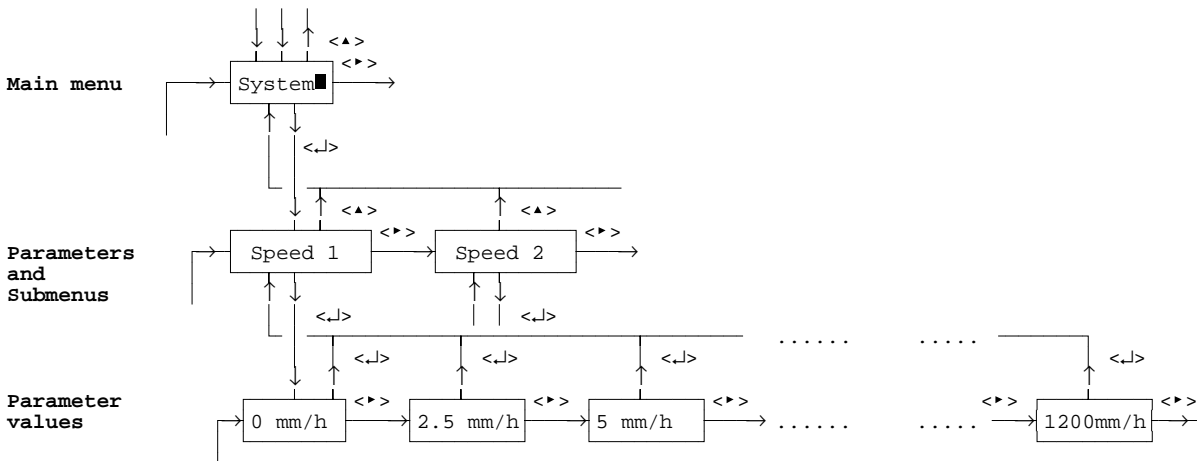 <▲>
<►>
Main menu
System
<↵>
<▲> <▲>
<►> <►>
Parameters
and
Submenus
Speed 1 Speed 2
<↵> <↵>
...... .....
<↵> <↵> <↵> <↵>
Parameter
values
<►> <►> <►> <►> <►>
0 mm/h 2.5 mm/h 5 mm/h ...... ..... 1200mm/h